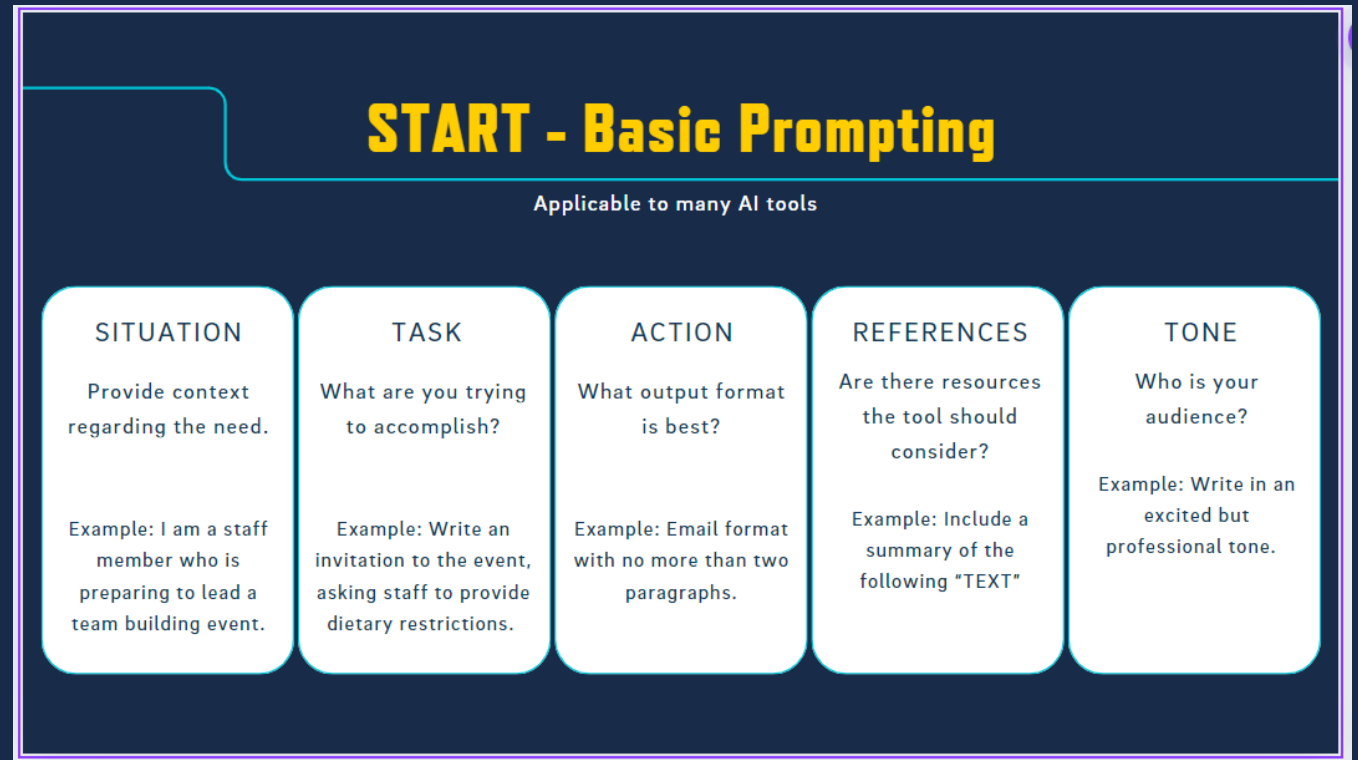 START - Basic Prompting
Applicable to many AI tools
SITUATION
Provide context
regarding the need.
Example: I am a staff
member who is
preparing to lead a
team building event.
TASK
What are you trying
to accomplish?
Example: Write an
invitation to the event,
asking staff to provide
dietary restrictions.
ACTION
What output format
is best?
Example: Email format
with no more than two
paragraphs.
REFERENCES
Are there resources
the tool should
consider?
Example: Include a
summary of the
following “TEXT”
TONE
Who is your
audience?
Example: Write in an
excited but
professional tone.